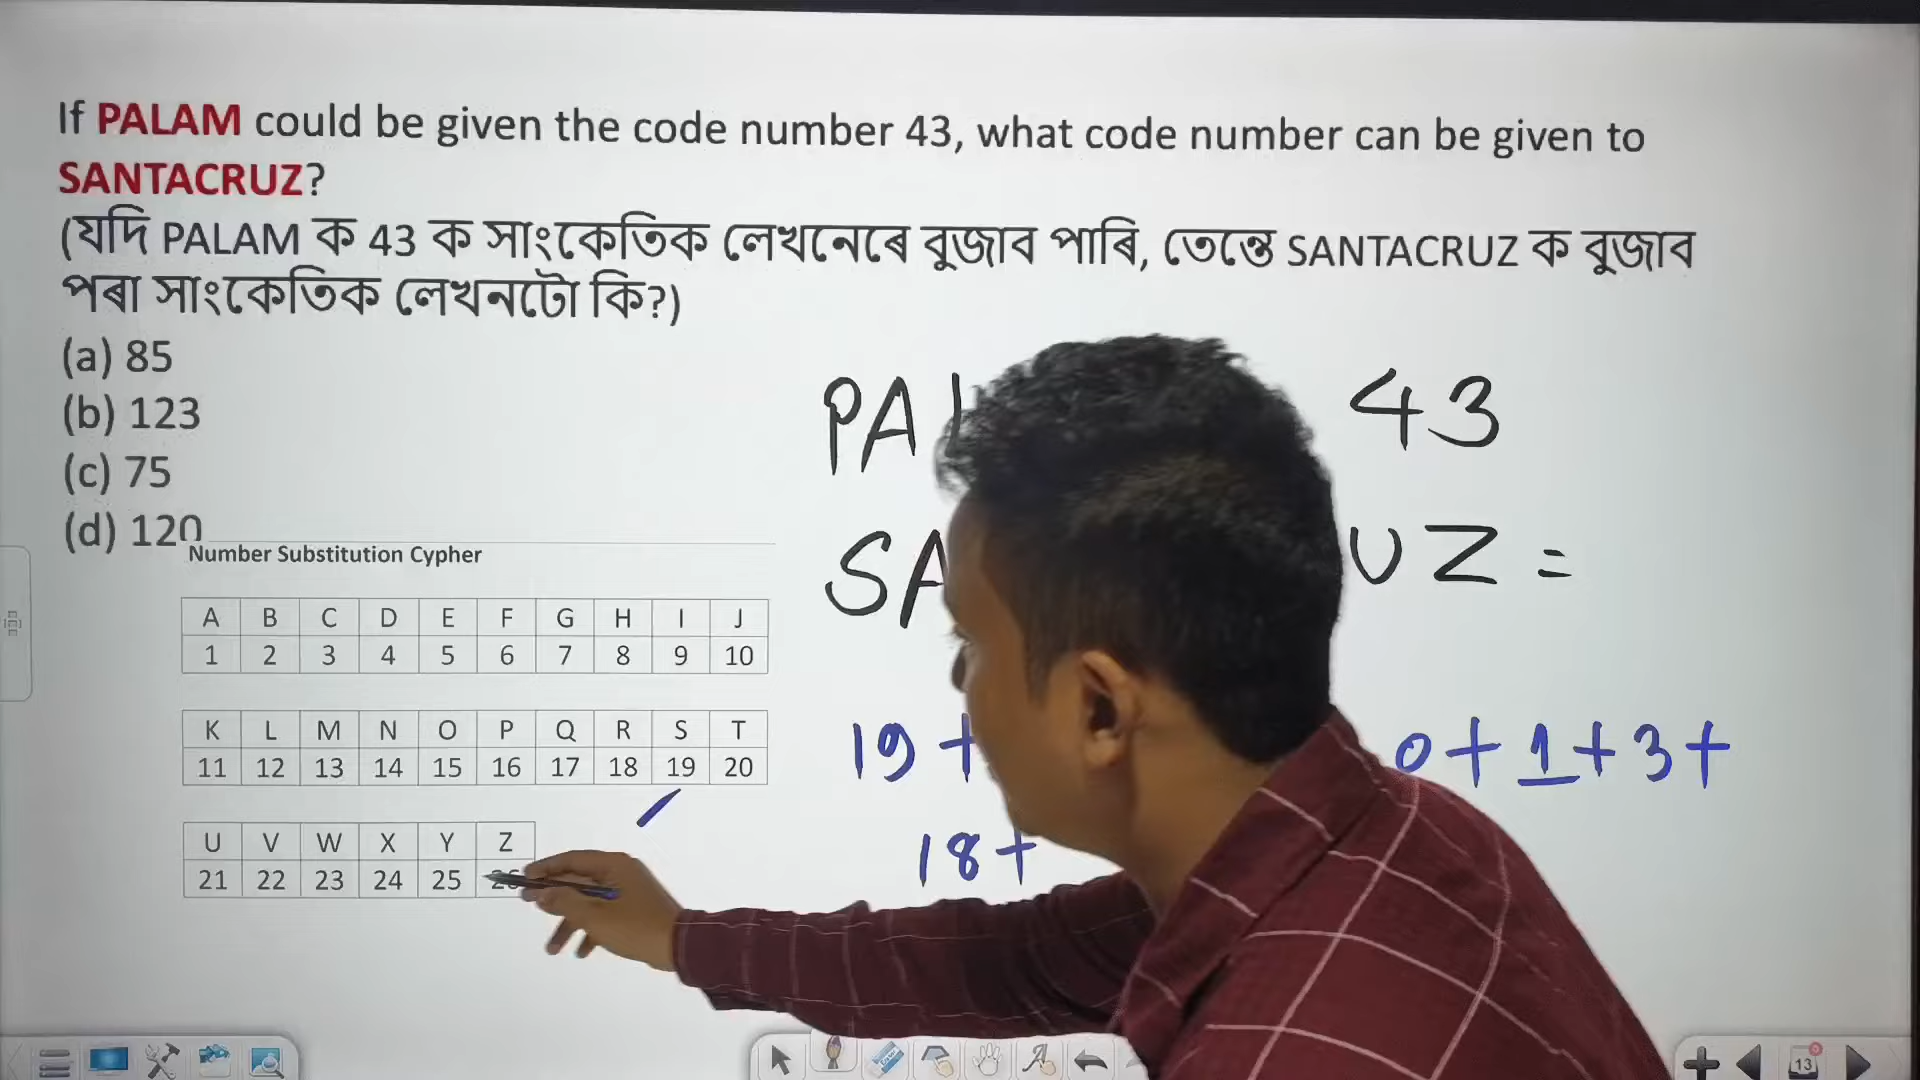 If PALAM could be given the code number 43, what code number can be given to
SANTACRUZ?
(যদি PALAM ক 43 ক সাংকেতিক লেখনেৰে বুজাব পাৰি, তেন্তে SANTACRUZ ক বুজাব
পৰা সাংকেতিক লেখনটো কি?)
(a) 85
(b) 123
(c) 75
(d) 120
PAL 43
SA UZ =
Number Substitution Cypher
A B C D E F G H I J
1 2 3 4 5 6 7 8 9 10
K L M N O P Q R S T
11 12 13 14 15 16 17 18 19 20
19 + 0 + 1 + 3 +
U V W X Y Z
21 22 23 24 25 26
18 +
13